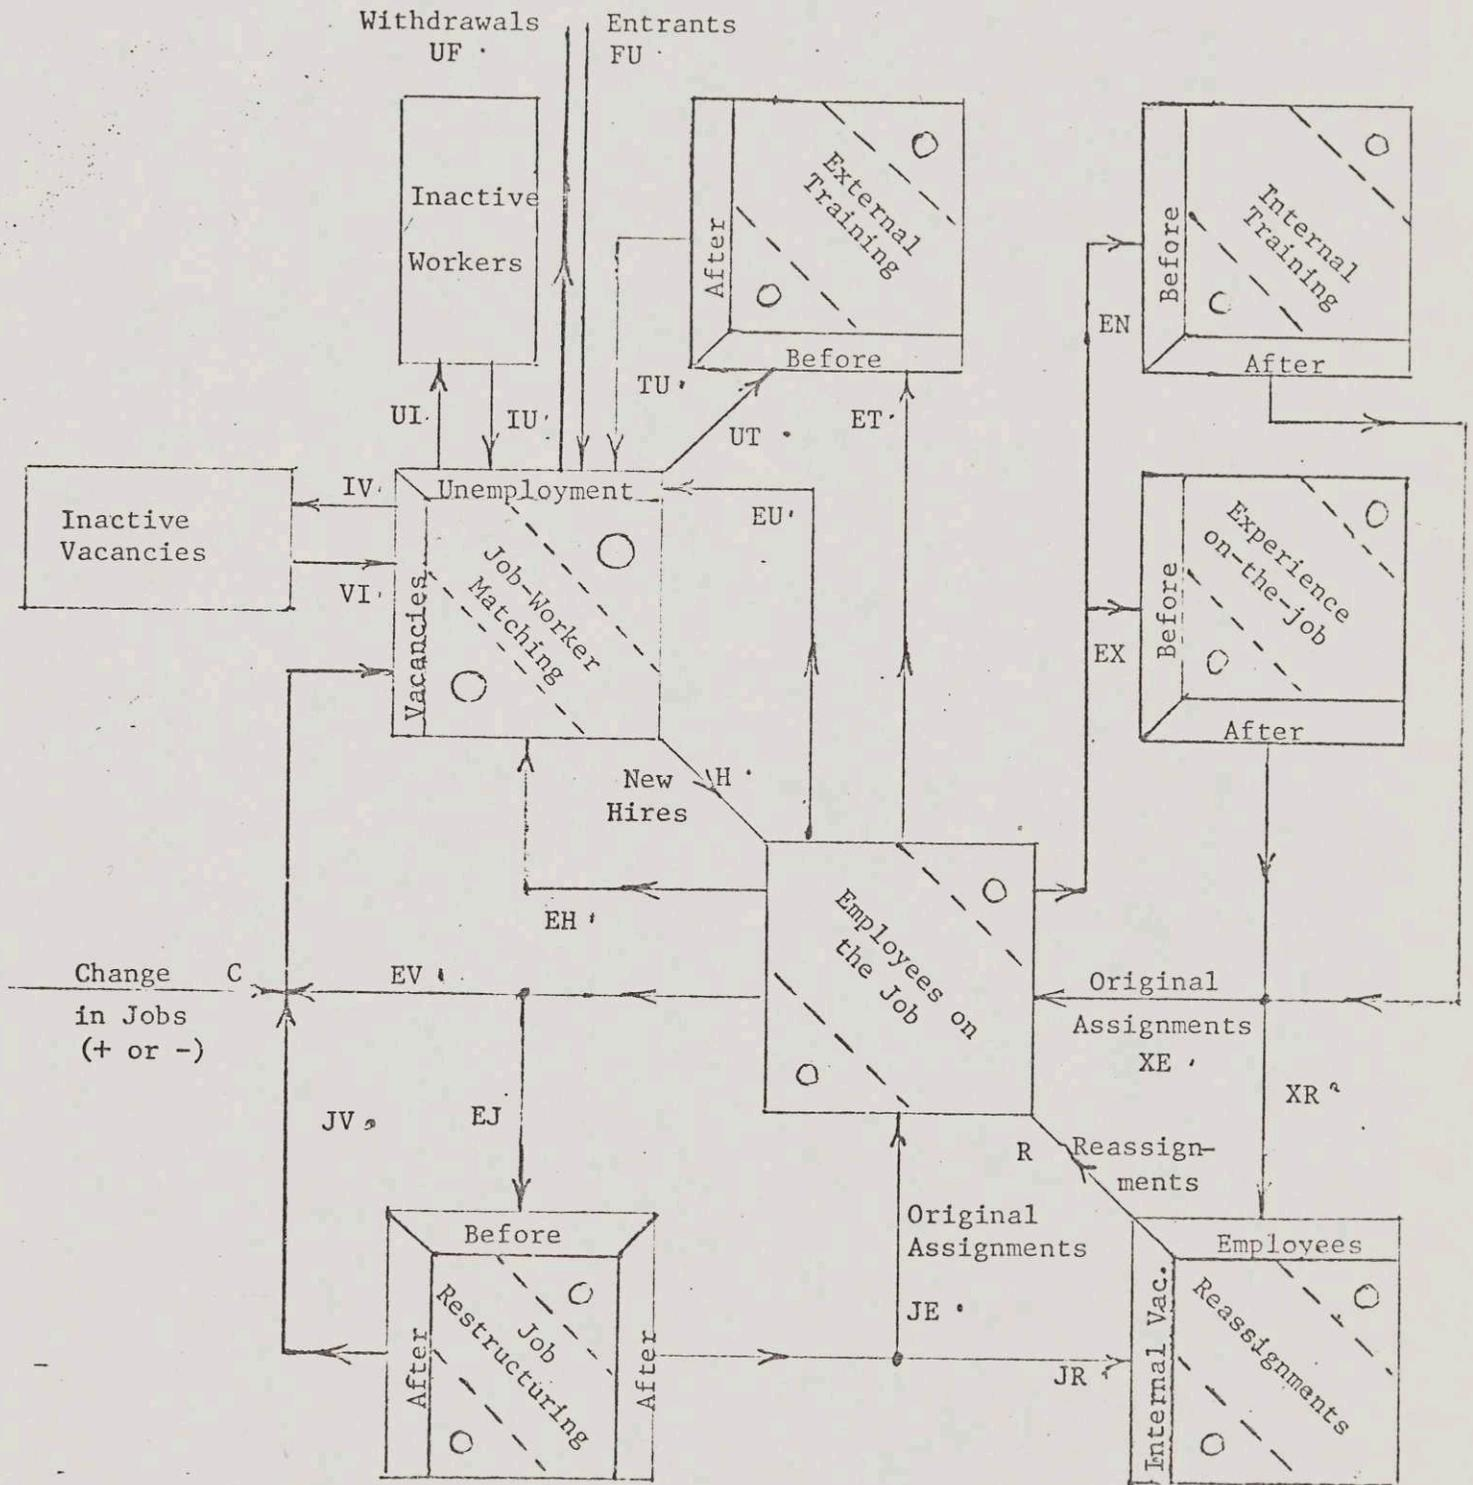 Withdrawals
UF
Entrants
FU
Inactive
Workers
External
Training
After
Before
Internal
Training
Before
After
EN
UI
IU
TU
UT
ET
Inactive
Vacancies
IV
VI
Unemployment
Vacancies
Job-Worker
Matching
EU
Experience
on-the-job
Before
After
EX
New
Hires
H
EH
Employees on
the Job
Change
in Jobs
(+ or -)
C
EV
Original
Assignments
XE
XR
JV
EJ
R
Reassign-
ments
Original
Assignments
JE
Before
After
Job
Restructuring
After
JR
Employees
Internal Vac.
Reassignments